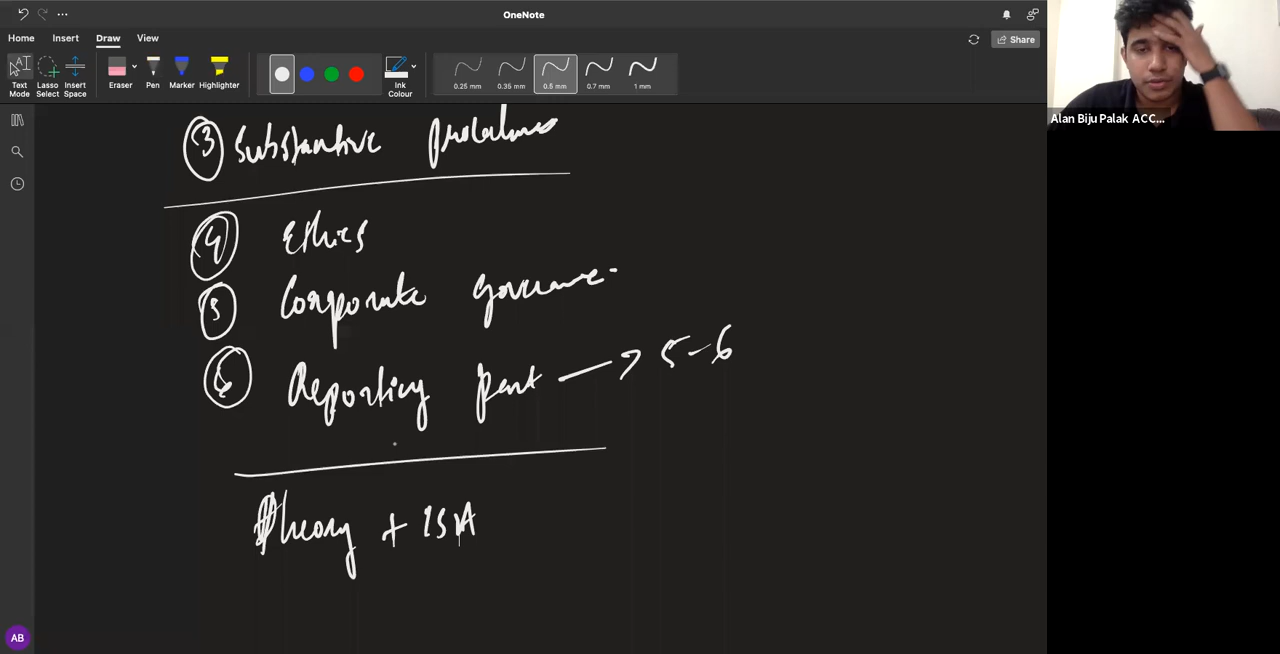 OneNote
Home Insert Draw View
Share
Text Mode
Lasso Select
Insert Space
Eraser
Pen
Marker
Highlighter
Ink Colour
0.25 mm
0.35 mm
0.5 mm
0.7 mm
1 mm
Alan Biju Palak ACC...
3 Substantive procedures
4 Ethics
5 Corporate governance
6 Reporting part → 5-6
Theory + ISA
AB